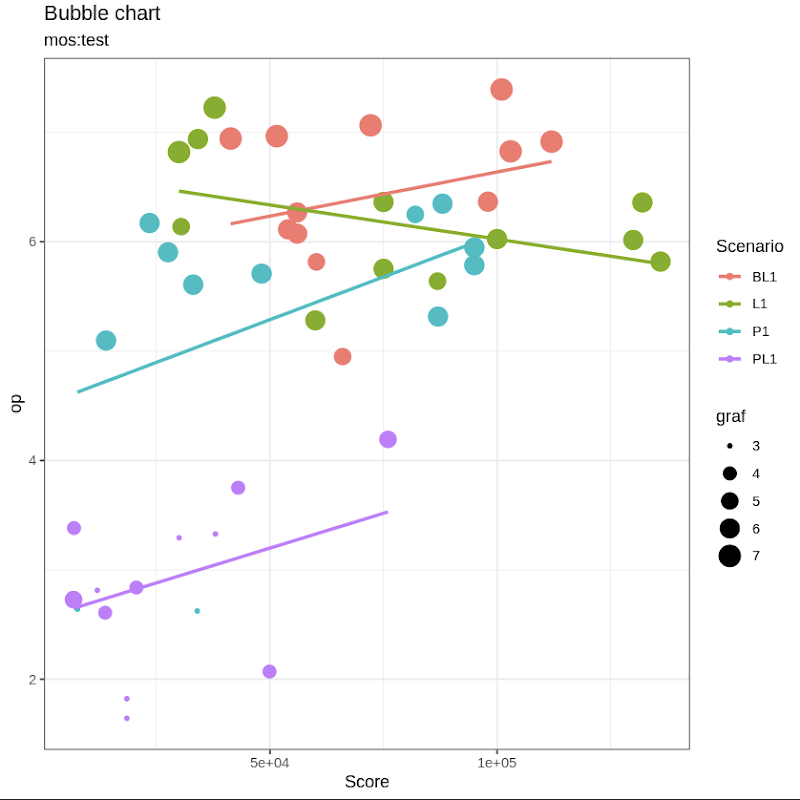 Bubble chart
mos:test
op
6
4
2
5e+04
1e+05
Score
Scenario
BL1
L1
P1
PL1
graf
3
4
5
6
7